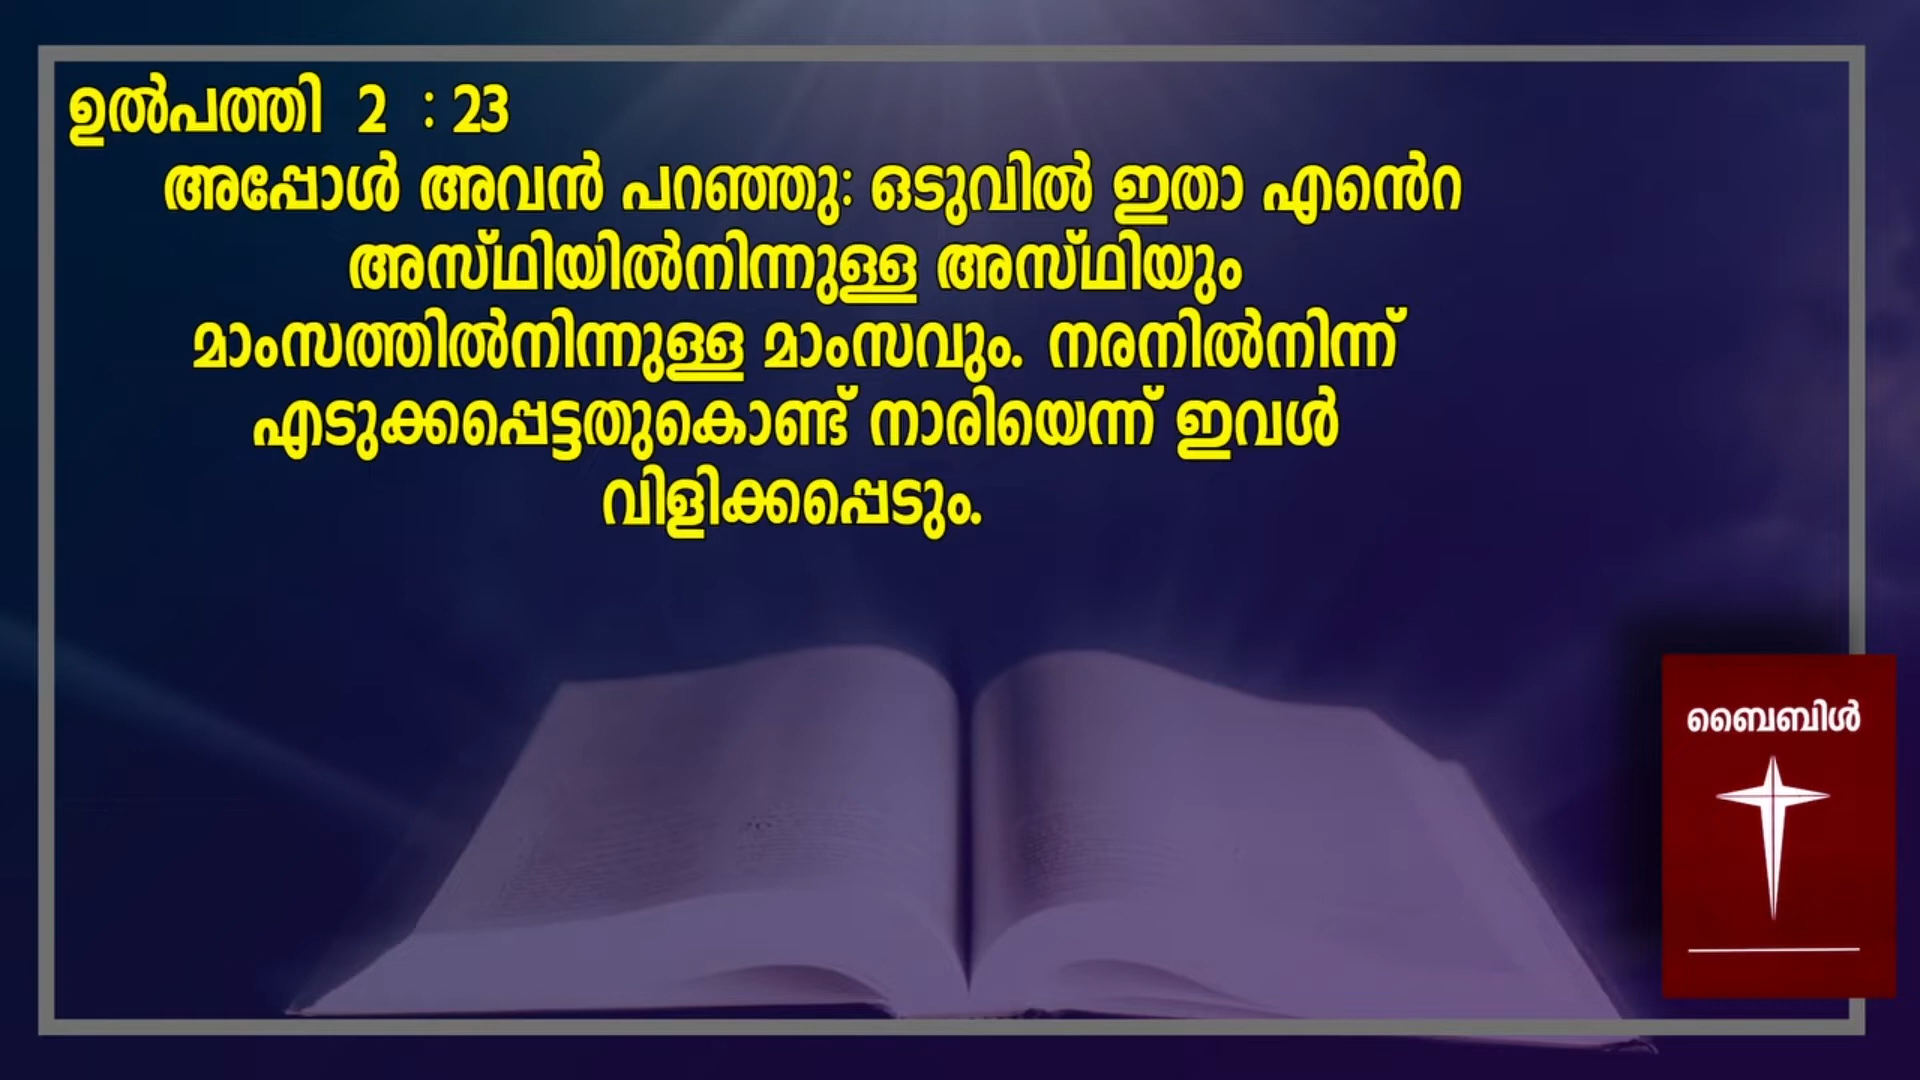 ഉൽപത്തി 2 : 23
അപ്പോൾ അവൻ പറഞ്ഞു: ഒടുവിൽ ഇതാ എൻെറ
അസ്ഥിയിൽനിന്നുള്ള അസ്ഥിയും
മാംസത്തിൽനിന്നുള്ള മാംസവും. നരനിൽനിന്ന്
എടുക്കപ്പെട്ടതുകൊണ്ട് നാരിയെന്ന് ഇവൾ
വിളിക്കപ്പെടും.
ബൈബിൾ